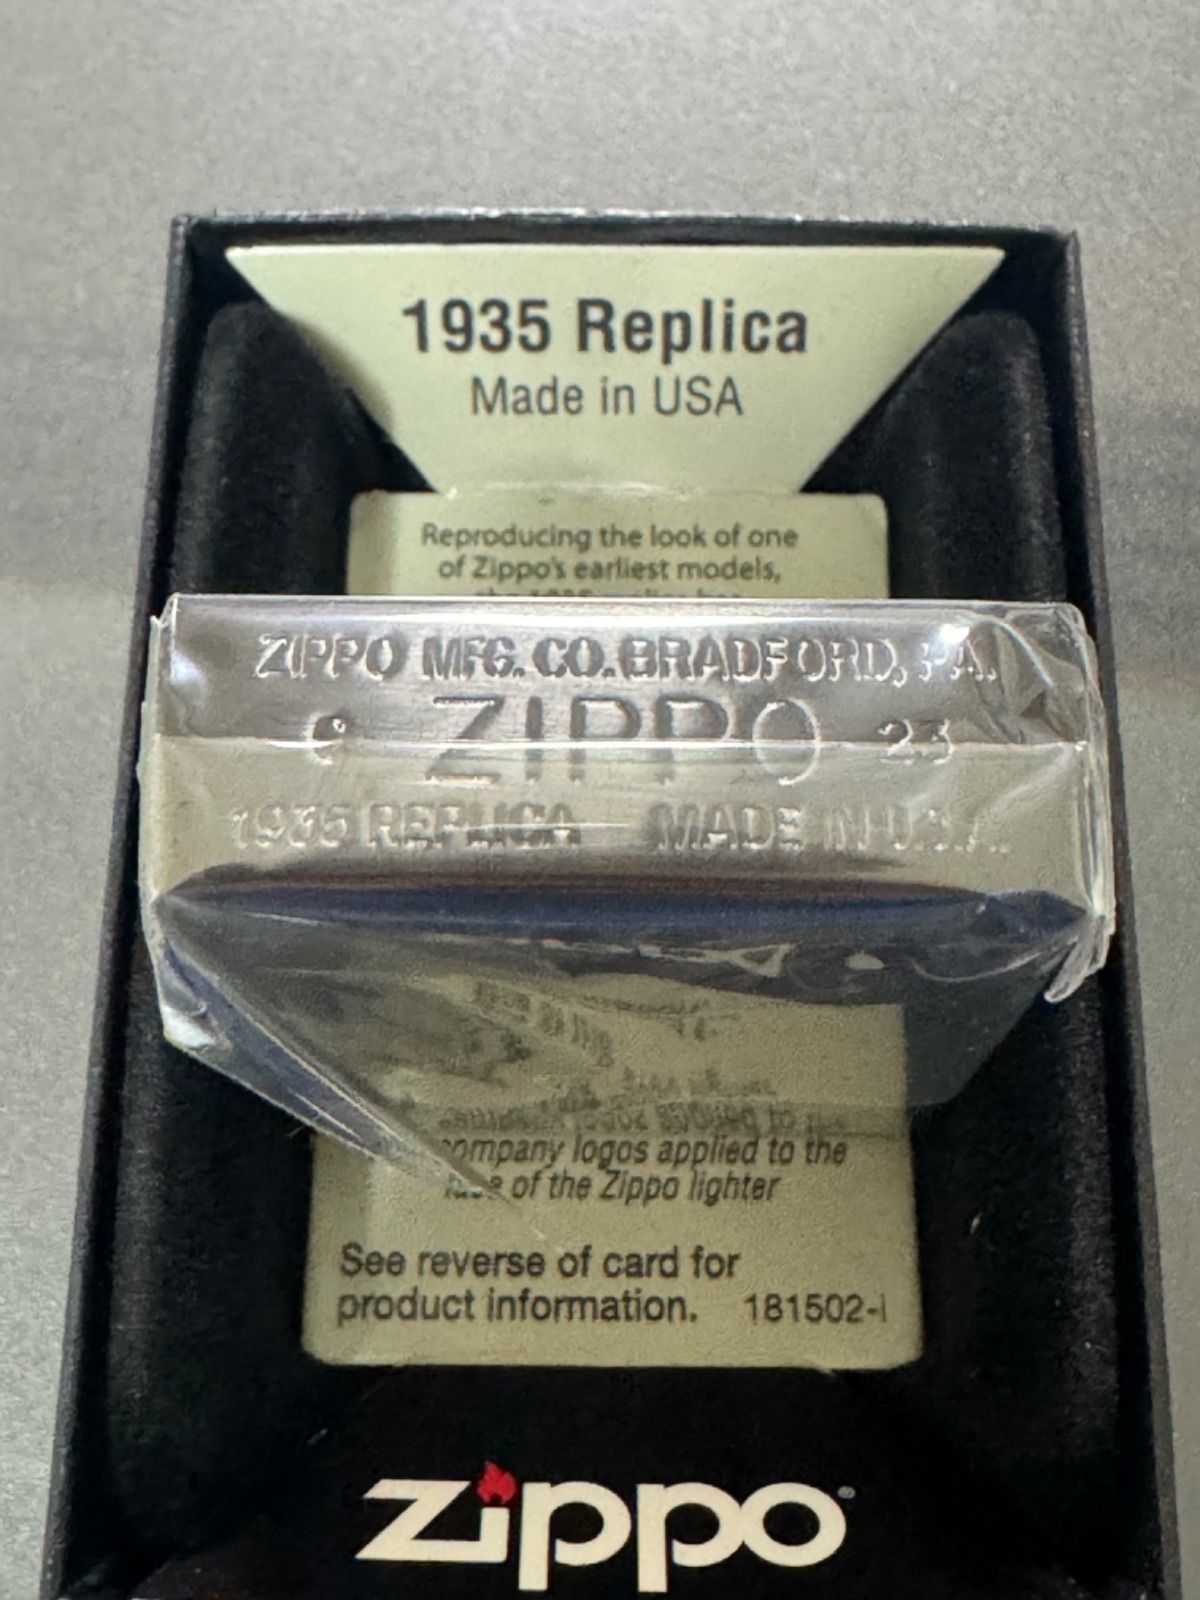 1935 Replica
Made in USA
Reproducing the look of one
of Zippo's earliest models,
ZIPPO MFG. CO. BRADFORD, PA.
C ZIPPO 23
1935 REPLICA MADE IN U.S.A.
company logos applied to the
face of the Zippo lighter
See reverse of card for
product information. 181502-I
zippo®